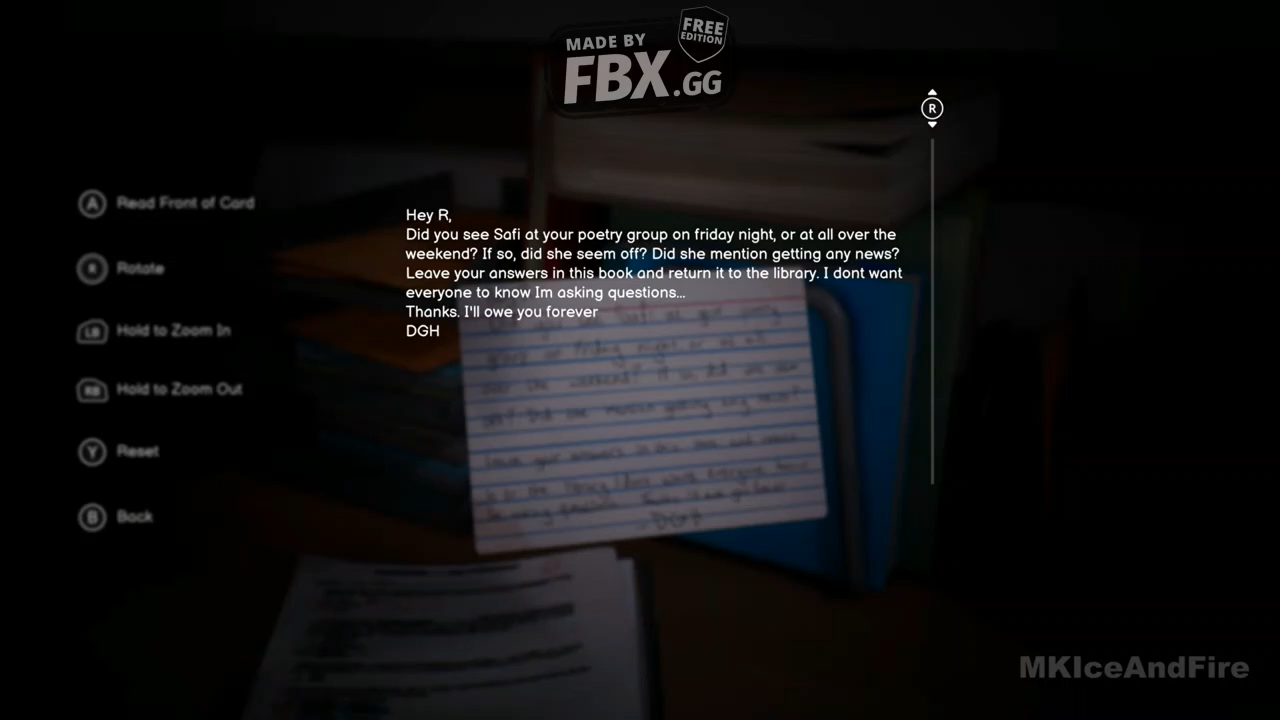 MADE BY
FREE
EDITION
FBX.GG
R
A Read Front of Card
R Rotate
LB Hold to Zoom In
RB Hold to Zoom Out
Y Reset
B Back
Hey R,
Did you see Safi at your poetry group on friday night, or at all over the
weekend? If so, did she seem off? Did she mention getting any news?
Leave your answers in this book and return it to the library. I dont want
everyone to know Im asking questions...
Thanks. I'll owe you forever
DGH
MKIceAndFire